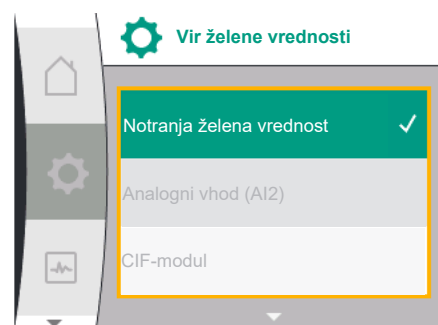 Vir želene vrednosti
Notranja želena vrednost
Analogni vhod (AI2)
CIF-modul